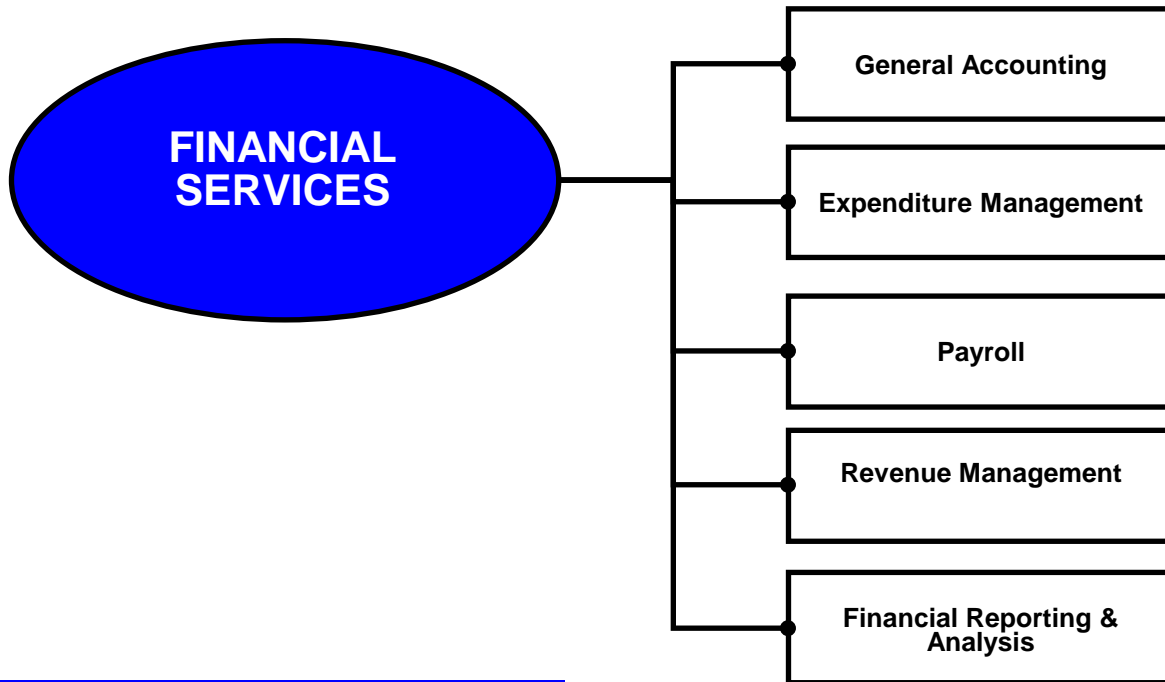 FINANCIAL
SERVICES
General Accounting
Expenditure Management
Payroll
Revenue Management
Financial Reporting &
Analysis